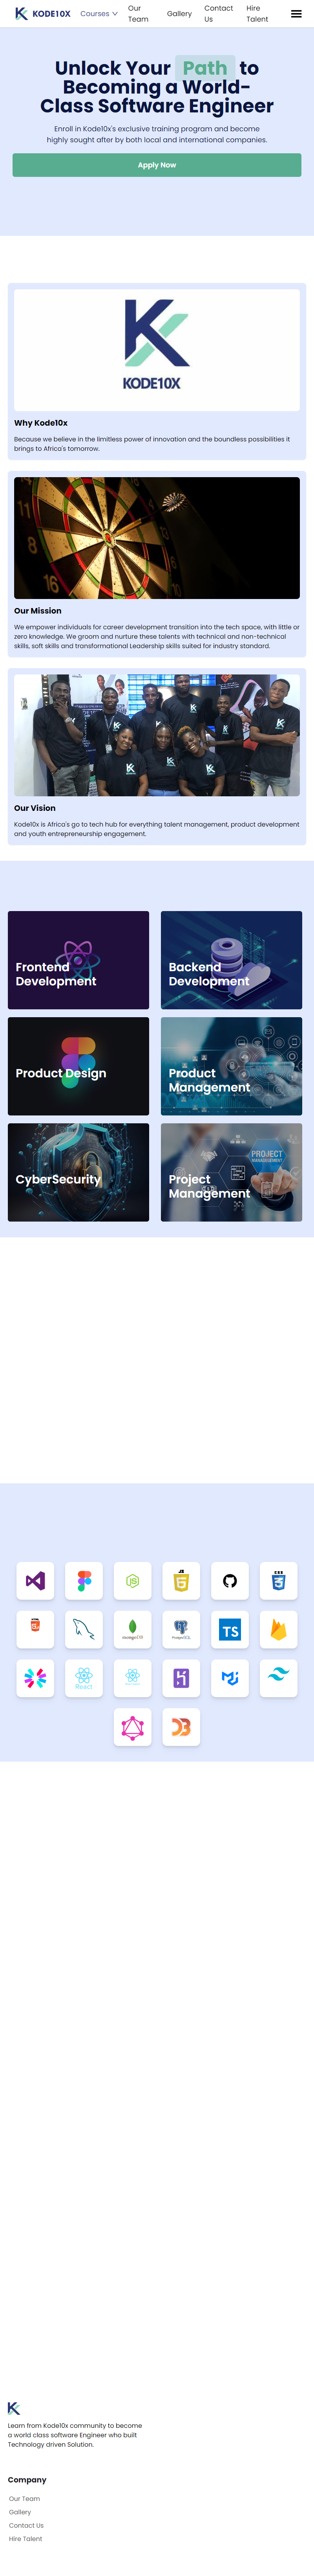 KODE10X
Courses
Our Team
Gallery
Contact Us
Hire Talent
Unlock Your Path to
Becoming a World-
Class Software Engineer
Enroll in Kode10x's exclusive training program and become
highly sought after by both local and international companies.
Apply Now
KODE10X
Why Kode10x
Because we believe in the limitless power of innovation and the boundless possibilities it
brings to Africa's tomorrow.
Our Mission
We empower individuals for career development transition into the tech space, with little or
zero knowledge. We groom and nurture these talents with technical and non-technical
skills, soft skills and transformational Leadership skills suited for industry standard.
Our Vision
Kode10x is Africa's go to tech hub for everything talent management, product development
and youth entrepreneurship engagement.
Frontend
Development
Backend
Development
Product Design
Product
Management
CyberSecurity
PROJECT
MANAGEMENT
Project
Management
JS
CSS
mongoDB
PostgreSQL
TS
React
Learn from Kode10x community to become
a world class software Engineer who built
Technology driven Solution.
Company
Our Team
Gallery
Contact Us
Hire Talent